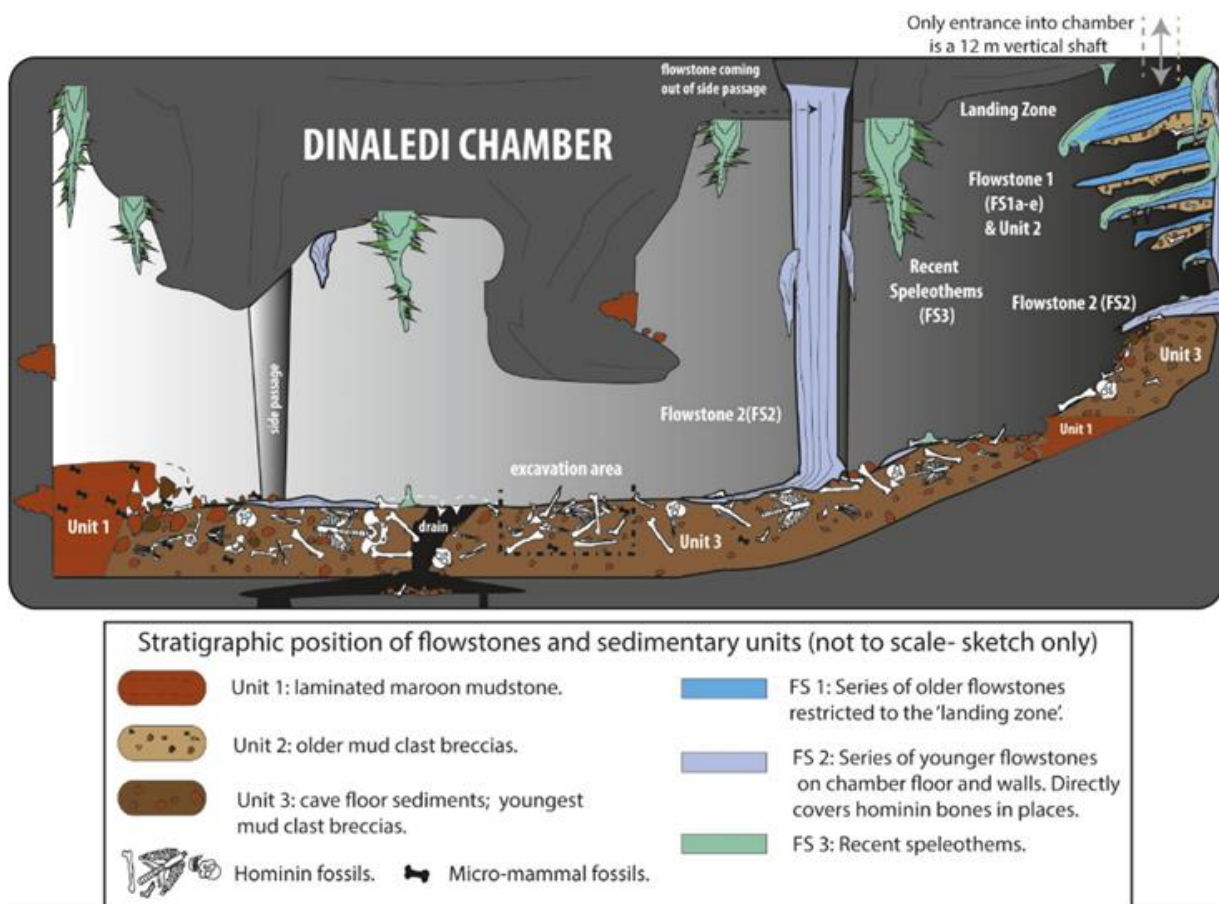 Only entrance into chamber
is a 12 m vertical shaft
flowstone coming
out of side passage
Landing Zone
DINALEDI CHAMBER
Flowstone 1
(FS1a-e)
& Unit 2
Recent
Speleothems
(FS3)
Flowstone 2 (FS2)
Unit 3
side passage
Flowstone 2(FS2)
Unit 1
excavation area
Unit 1
drain
Unit 3
Stratigraphic position of flowstones and sedimentary units (not to scale- sketch only)
Unit 1: laminated maroon mudstone.
Unit 2: older mud clast breccias.
Unit 3: cave floor sediments; youngest
mud clast breccias.
Hominin fossils.
Micro-mammal fossils.
FS 1: Series of older flowstones
restricted to the 'landing zone'.
FS 2: Series of younger flowstones
on chamber floor and walls. Directly
covers hominin bones in places.
FS 3: Recent speleothems.